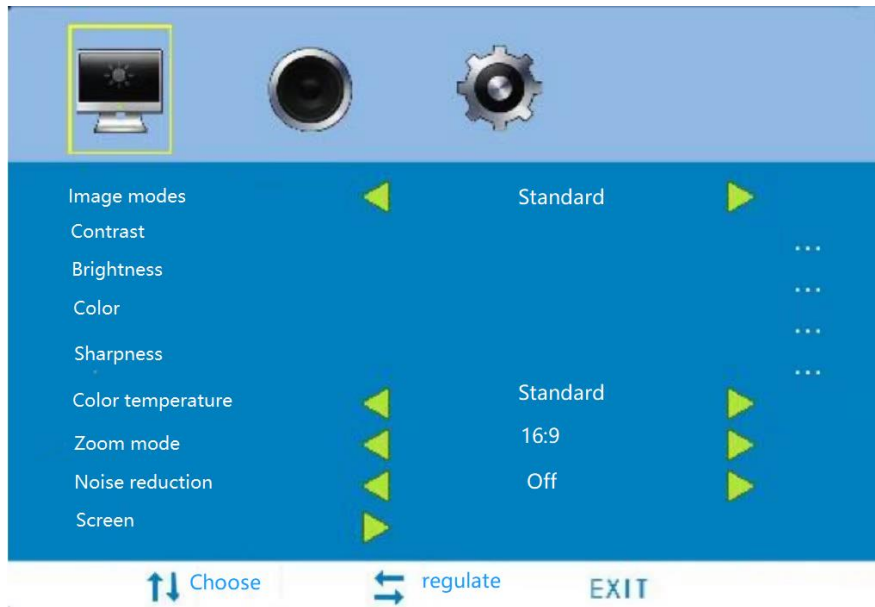 Image modes Standard
Contrast
...
Brightness
...
Color
...
Sharpness
...
Color temperature Standard
Zoom mode 16:9
Noise reduction Off
Screen
Choose regulate EXIT